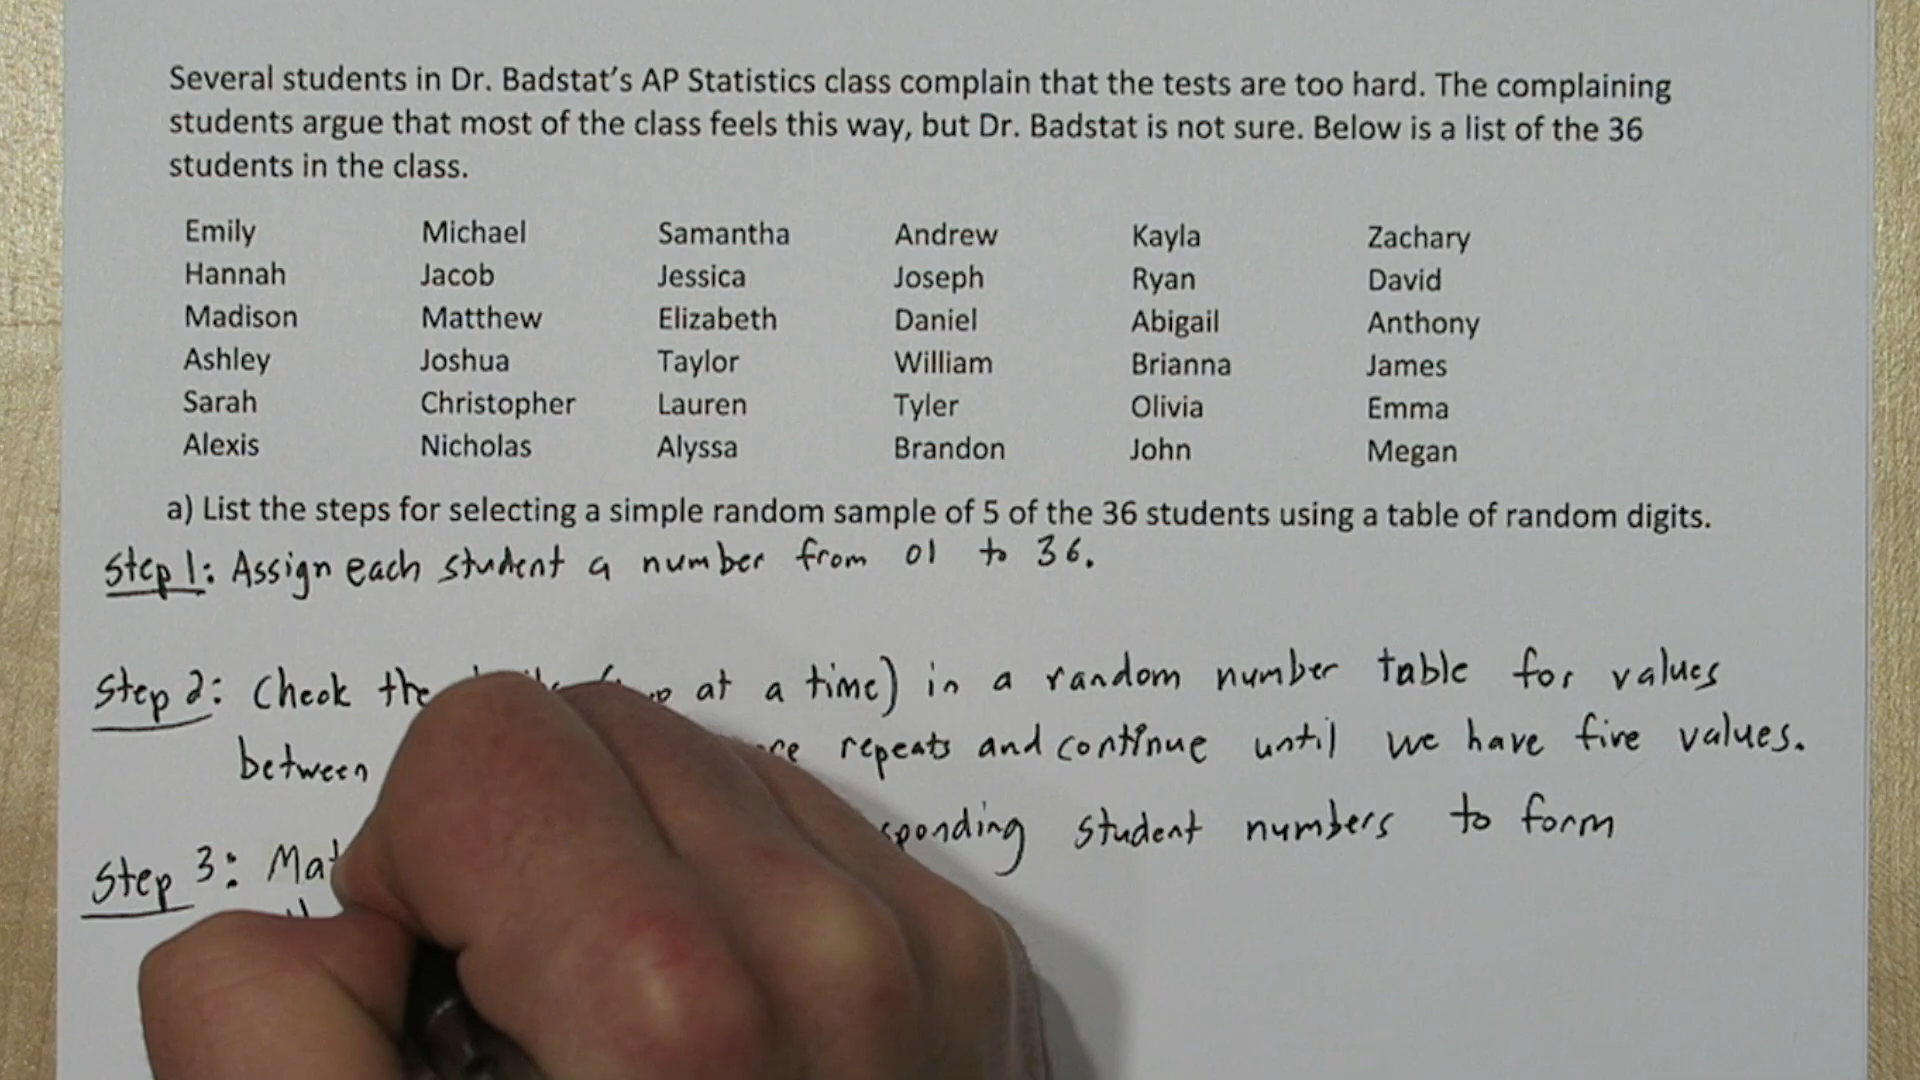 Several students in Dr. Badstat's AP Statistics class complain that the tests are too hard. The complaining
students argue that most of the class feels this way, but Dr. Badstat is not sure. Below is a list of the 36
students in the class.
Emily Michael Samantha Andrew Kayla Zachary
Hannah Jacob Jessica Joseph Ryan David
Madison Matthew Elizabeth Daniel Abigail Anthony
Ashley Joshua Taylor William Brianna James
Sarah Christopher Lauren Tyler Olivia Emma
Alexis Nicholas Alyssa Brandon John Megan
a) List the steps for selecting a simple random sample of 5 of the 36 students using a table of random digits.
Step 1: Assign each student a number from 01 to 36.
Step 2: Check the at a time) in a random number table for values
between repeats and continue until we have five values.
Step 3: student numbers to form